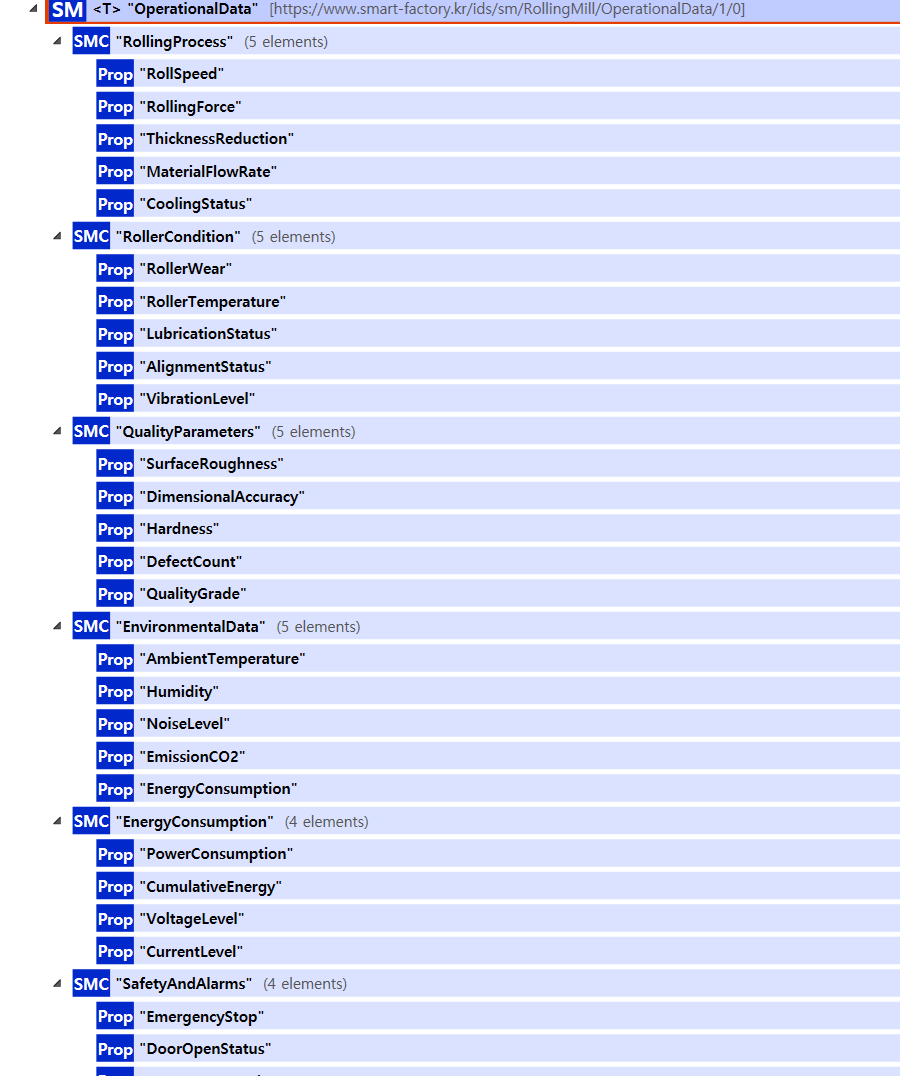 SM <T> "OperationalData" [https://www.smart-factory.kr/ids/sm/RollingMill/OperationalData/1/0]
SMC "RollingProcess" (5 elements)
Prop "RollSpeed"
Prop "RollingForce"
Prop "ThicknessReduction"
Prop "MaterialFlowRate"
Prop "CoolingStatus"
SMC "RollerCondition" (5 elements)
Prop "RollerWear"
Prop "RollerTemperature"
Prop "LubricationStatus"
Prop "AlignmentStatus"
Prop "VibrationLevel"
SMC "QualityParameters" (5 elements)
Prop "SurfaceRoughness"
Prop "DimensionalAccuracy"
Prop "Hardness"
Prop "DefectCount"
Prop "QualityGrade"
SMC "EnvironmentalData" (5 elements)
Prop "AmbientTemperature"
Prop "Humidity"
Prop "NoiseLevel"
Prop "EmissionCO2"
Prop "EnergyConsumption"
SMC "EnergyConsumption" (4 elements)
Prop "PowerConsumption"
Prop "CumulativeEnergy"
Prop "VoltageLevel"
Prop "CurrentLevel"
SMC "SafetyAndAlarms" (4 elements)
Prop "EmergencyStop"
Prop "DoorOpenStatus"